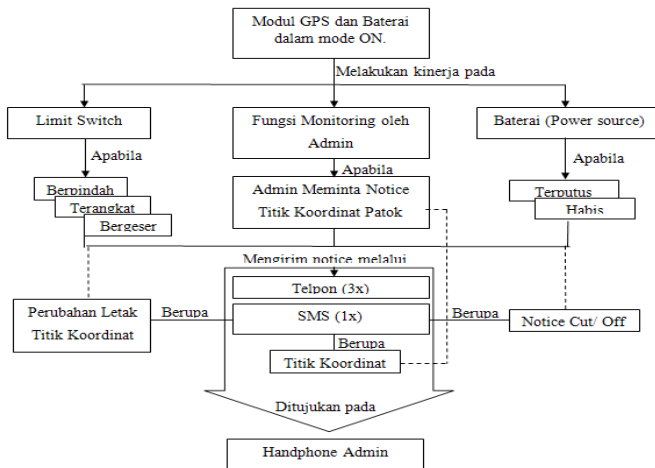 Modul GPS dan Baterai
dalam mode ON.
Melakukan kinerja pada
Limit Switch
Fungsi Monitoring oleh
Admin
Baterai (Power source)
Apabila
Apabila
Apabila
Berpindah
Terangkat
Bergeser
Admin Meminta Notice
Titik Koordinat Patok
Terputus
Habis
Mengirim notice melalui
Telpon (3x)
Perubahan Letak
Titik Koordinat
Berupa
SMS (1x)
Berupa
Notice Cut/ Off
Berupa
Titik Koordinat
Ditujukan pada
Handphone Admin